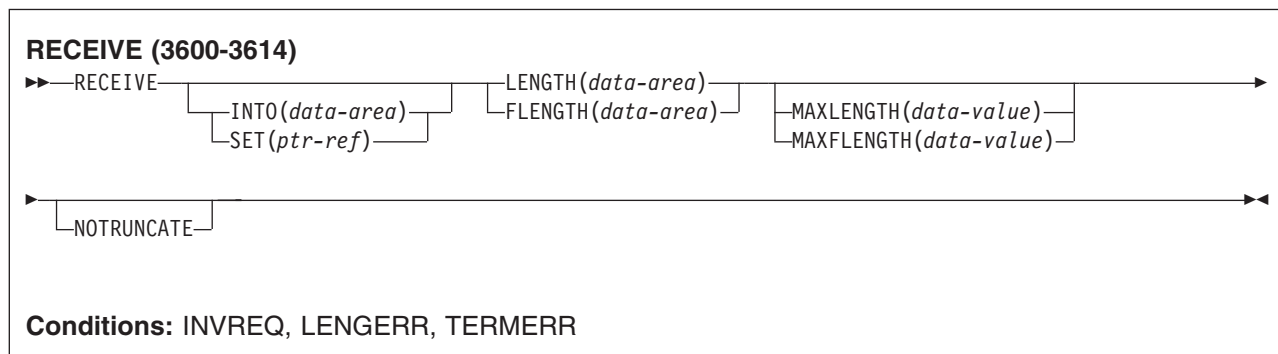 RECEIVE (3600-3614)
RECEIVE LENGTH(data-area)
INTO(data-area) FLENGTH(data-area) MAXLENGTH(data-value)
SET(ptr-ref) MAXFLENGTH(data-value)
NOTRUNCATE
Conditions: INVREQ, LENGERR, TERMERR